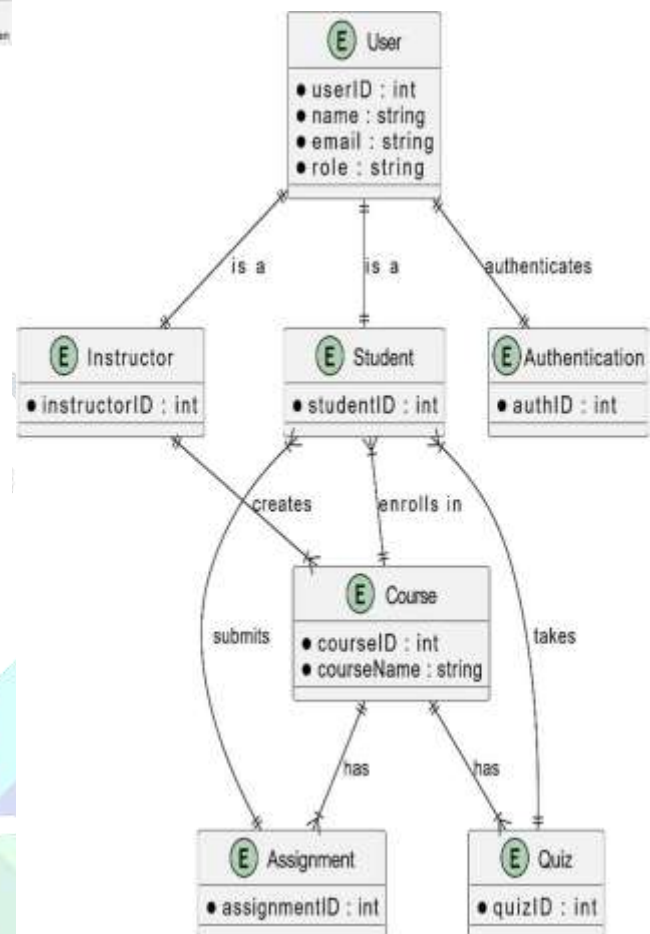 E User
userID : int
name : string
email : string
role : string
is a
is a
authenticates
E Instructor
instructorID : int
E Student
studentID : int
E Authentication
authID : int
creates
enrolls in
E Course
courseID : int
courseName : string
submits
takes
has
has
E Assignment
assignmentID : int
E Quiz
quizID : int